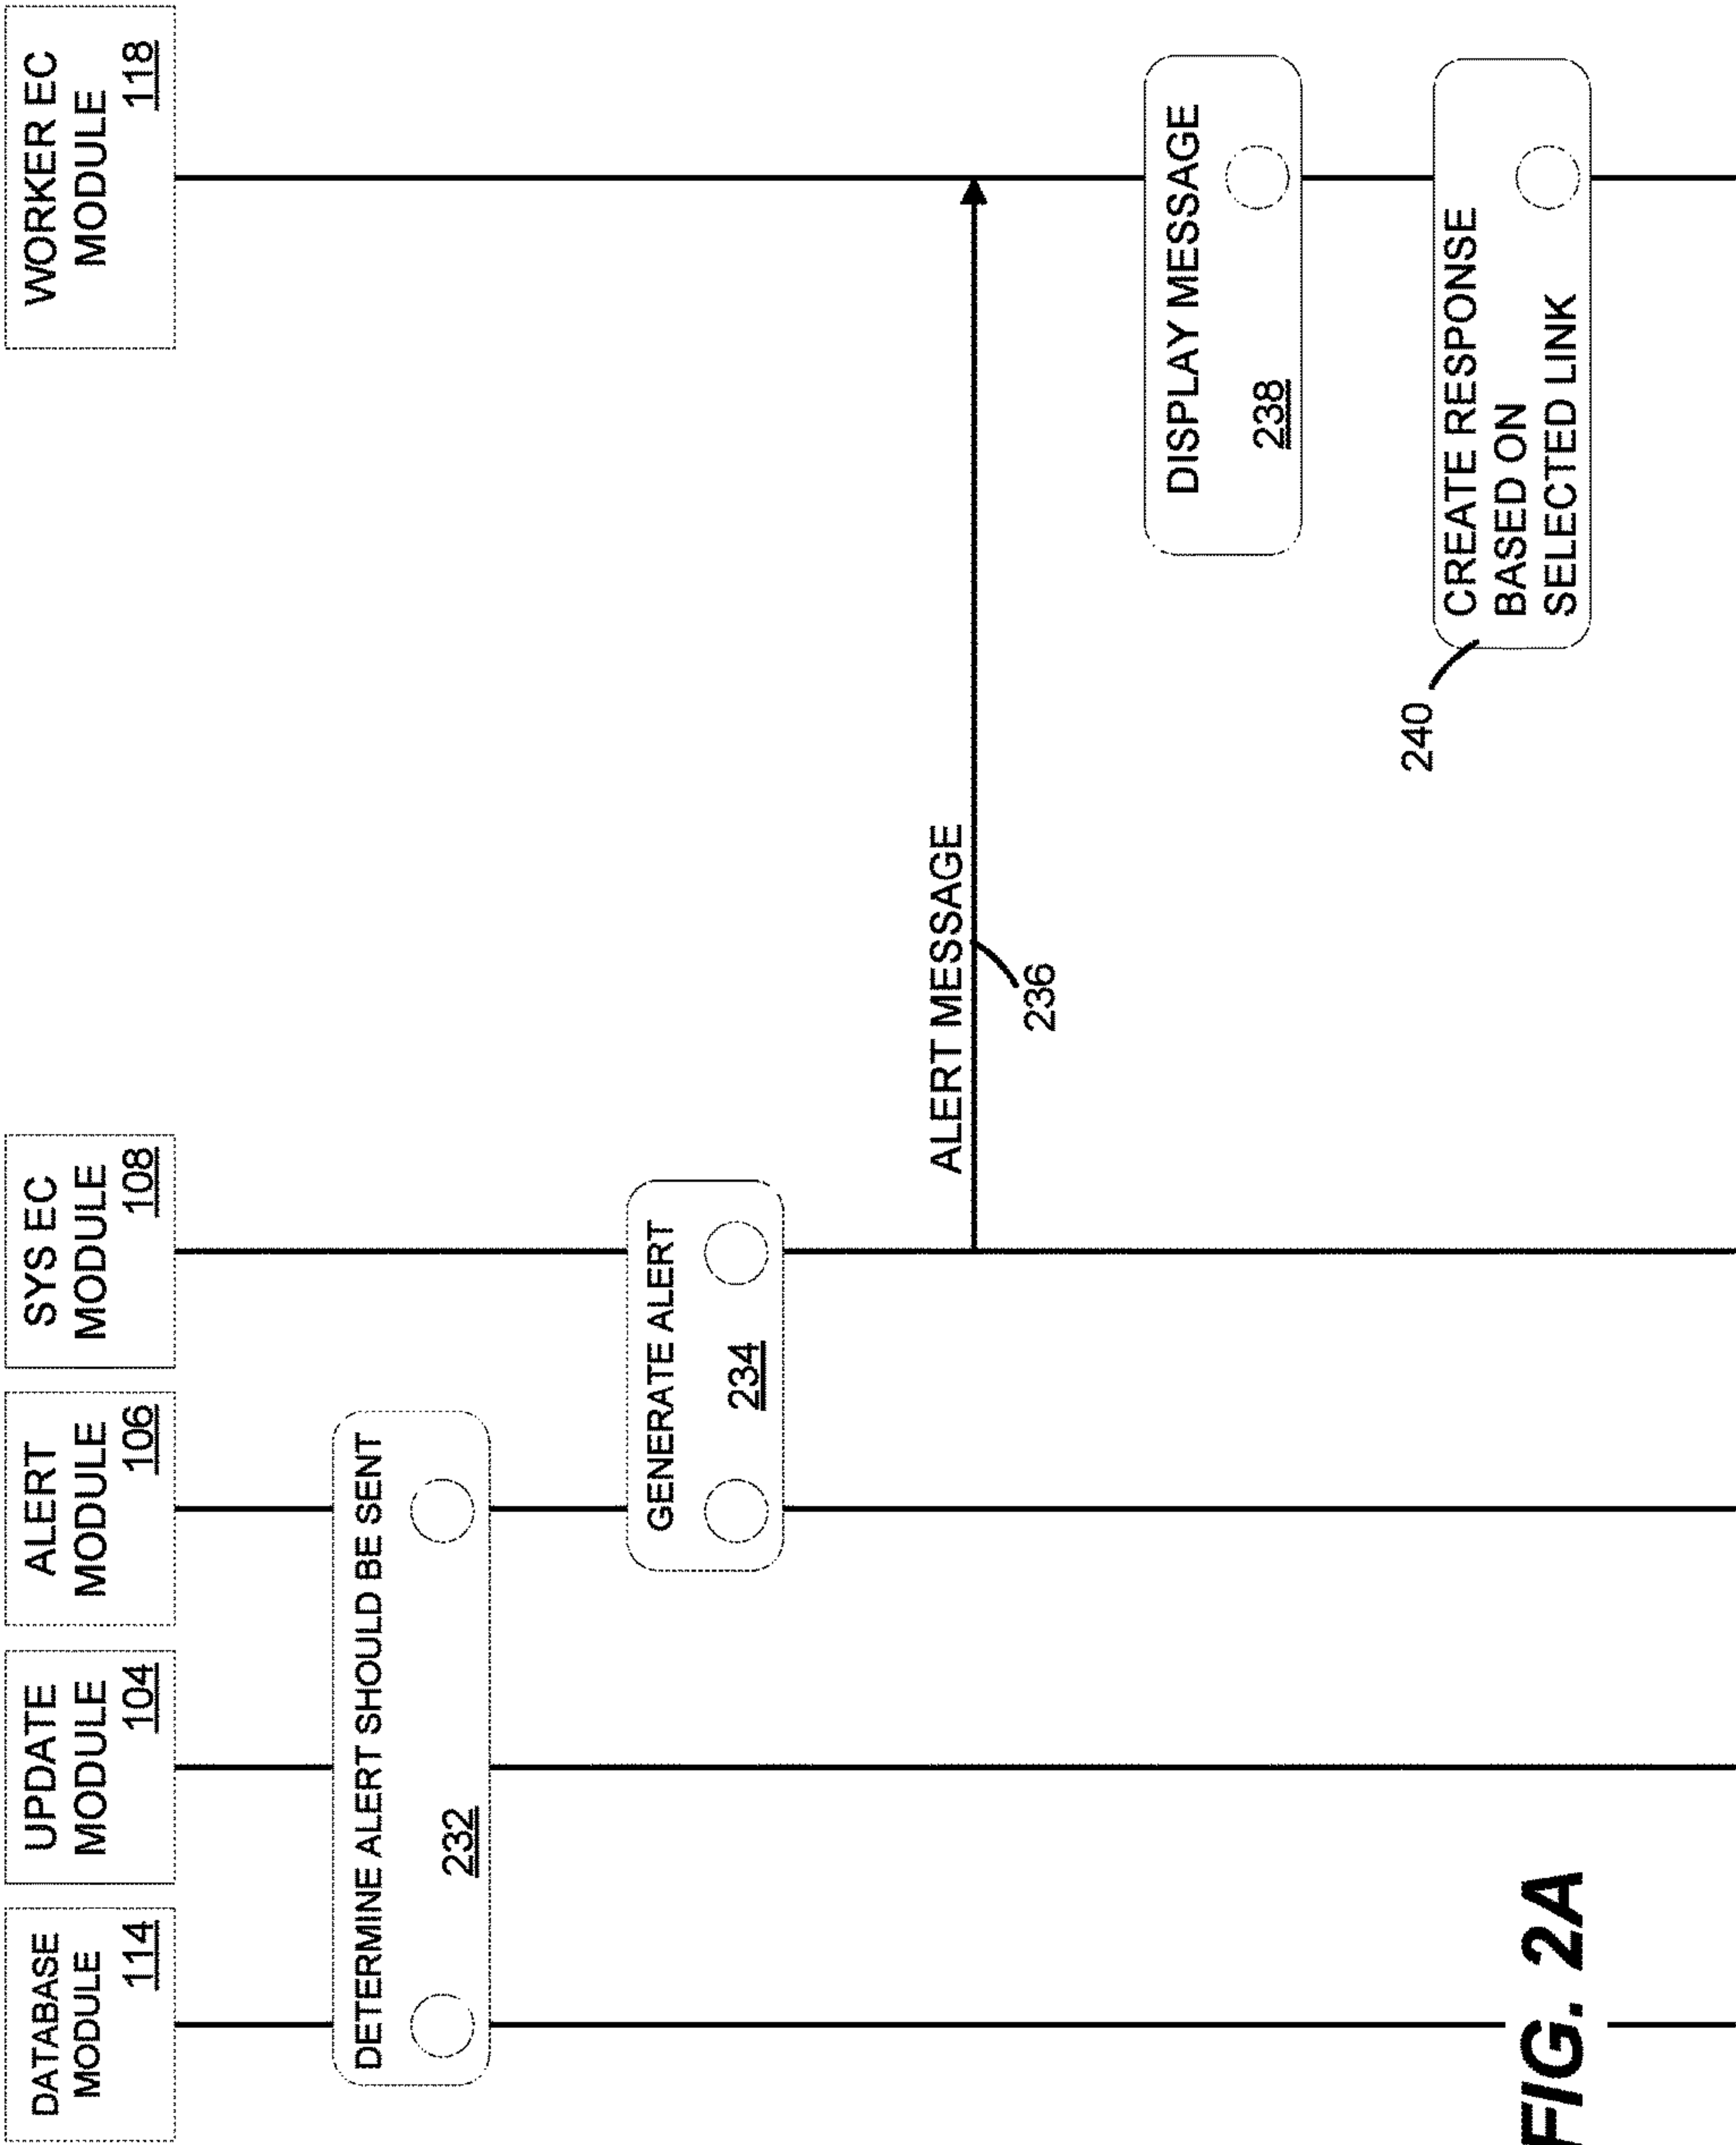 DATABASE
MODULE
114
UPDATE
MODULE
104
ALERT
MODULE
106
SYS EC
MODULE
108
WORKER EC
MODULE
118
DETERMINE ALERT SHOULD BE SENT
232
GENERATE ALERT
234
ALERT MESSAGE
236
DISPLAY MESSAGE
238
240
CREATE RESPONSE
BASED ON
SELECTED LINK
FIG. 2A